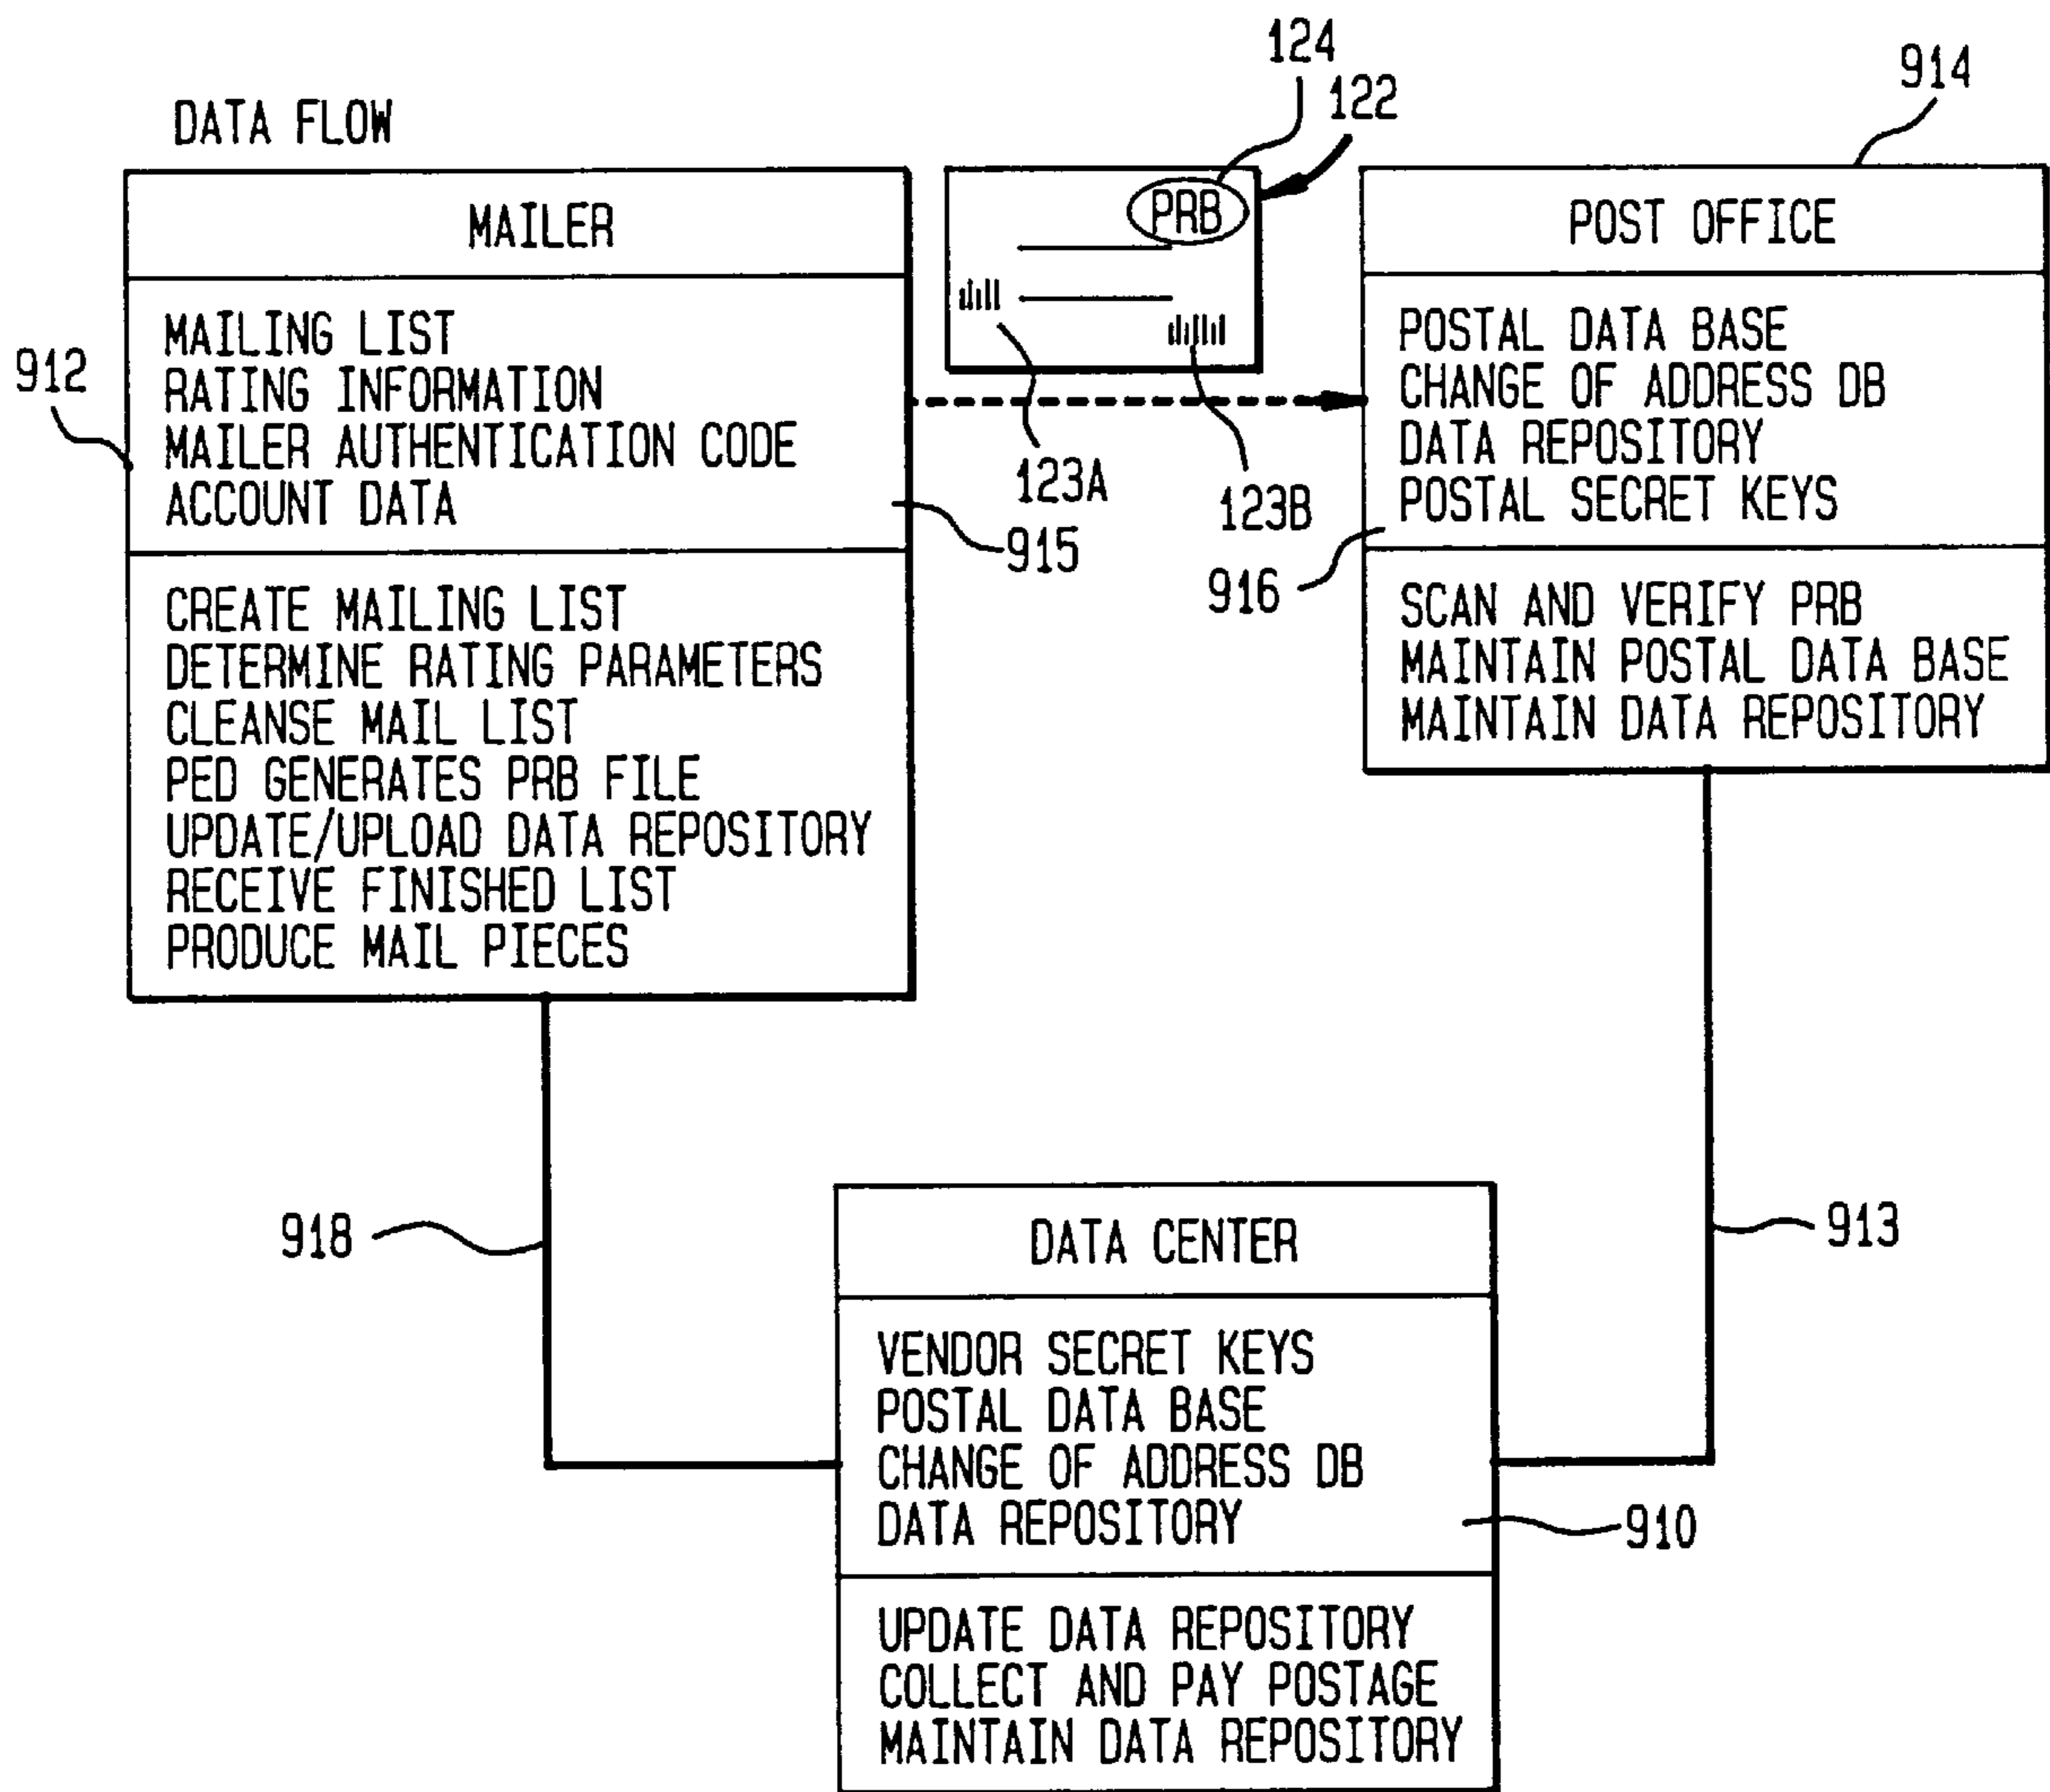 124
122
914
DATA FLOW
MAILER
MAILING LIST
RATING INFORMATION
MAILER AUTHENTICATION CODE
ACCOUNT DATA
912
915
CREATE MAILING LIST
DETERMINE RATING PARAMETERS
CLEANSE MAIL LIST
PED GENERATES PRB FILE
UPDATE/UPLOAD DATA REPOSITORY
RECEIVE FINISHED LIST
PRODUCE MAIL PIECES
PRB
123A
123B
POST OFFICE
POSTAL DATA BASE
CHANGE OF ADDRESS DB
DATA REPOSITORY
POSTAL SECRET KEYS
916
SCAN AND VERIFY PRB
MAINTAIN POSTAL DATA BASE
MAINTAIN DATA REPOSITORY
918
913
DATA CENTER
VENDOR SECRET KEYS
POSTAL DATA BASE
CHANGE OF ADDRESS DB
DATA REPOSITORY
910
UPDATE DATA REPOSITORY
COLLECT AND PAY POSTAGE
MAINTAIN DATA REPOSITORY